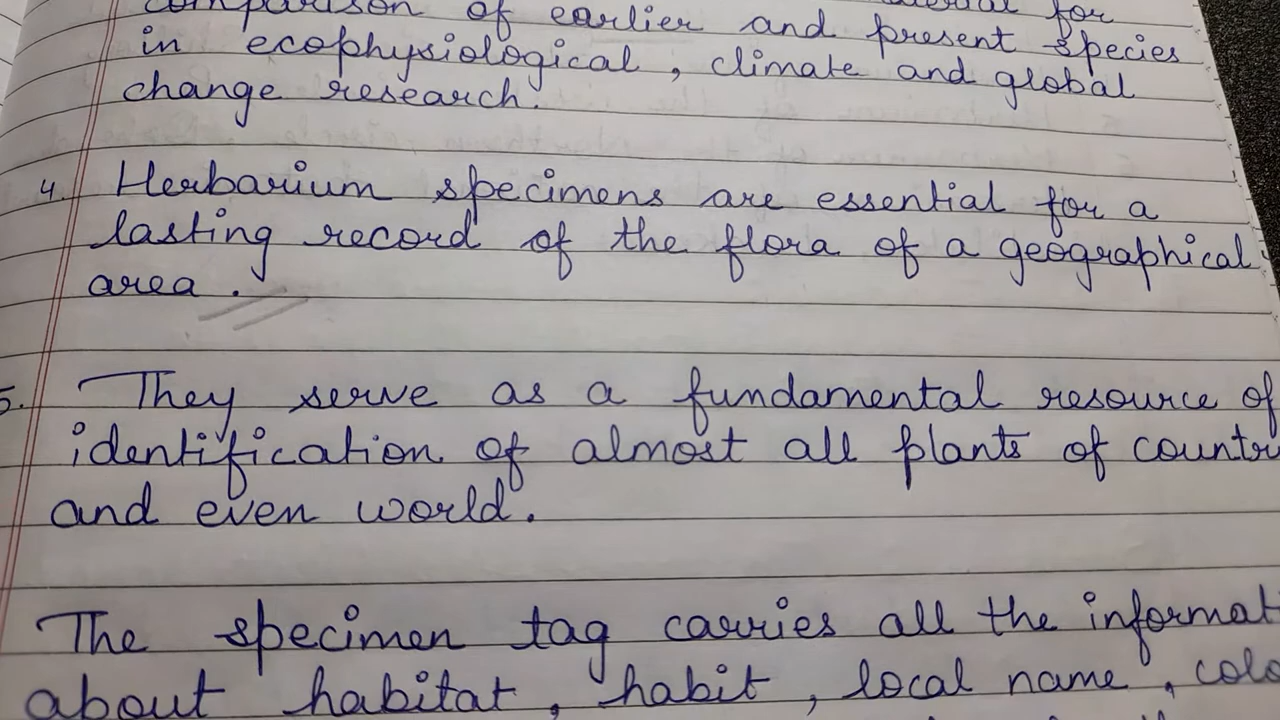 comparison of earlier and present species for
in ecophysiological, climate and global
change research.
4. Herbarium specimens are essential for a
lasting record of the flora of a geographical
area.
5. They serve as a fundamental resource of
identification of almost all plants of countr
and even world.
The specimen tag carries all the informat
about habitat, habit, local name, colo